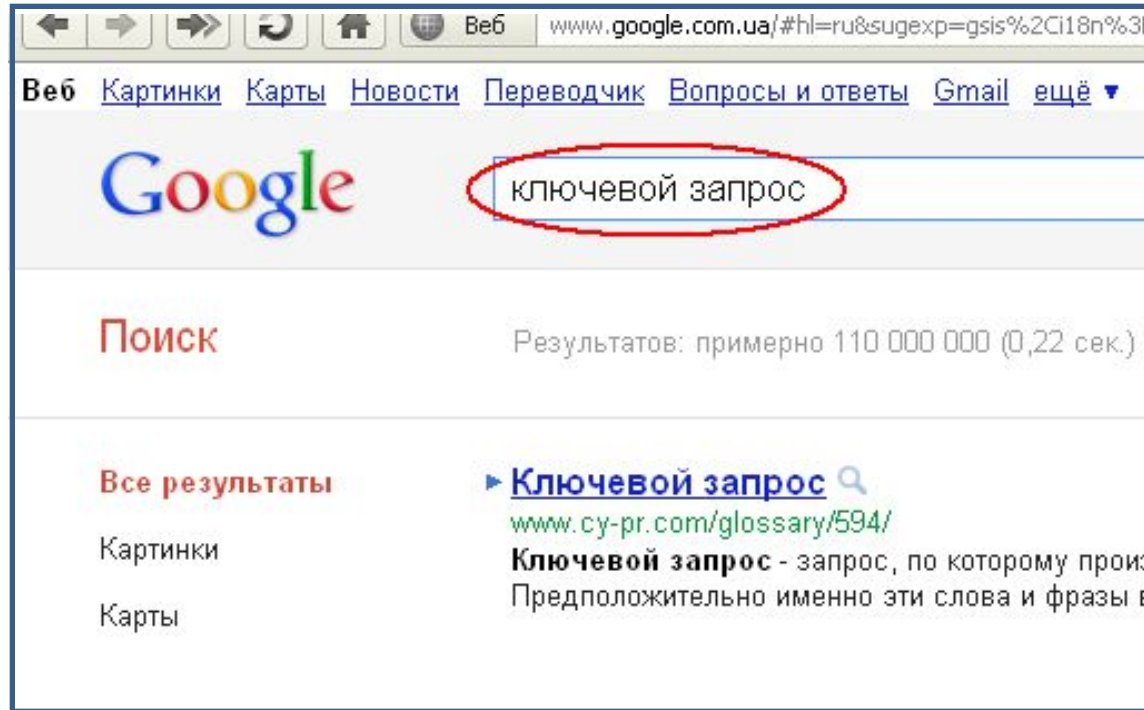 Веб www.google.com.ua/#hl=ru&sugexp=gsis%2Ci18n%3
Веб Картинки Карты Новости Переводчик Вопросы и ответы Gmail ещё ▼
Google ключевой запрос
Поиск Результатов: примерно 110 000 000 (0,22 сек.)
Все результаты
Картинки
Карты
Ключевой запрос
www.cy-pr.com/glossary/594/
Ключевой запрос - запрос, по которому прои
Предположительно именно эти слова и фразы в